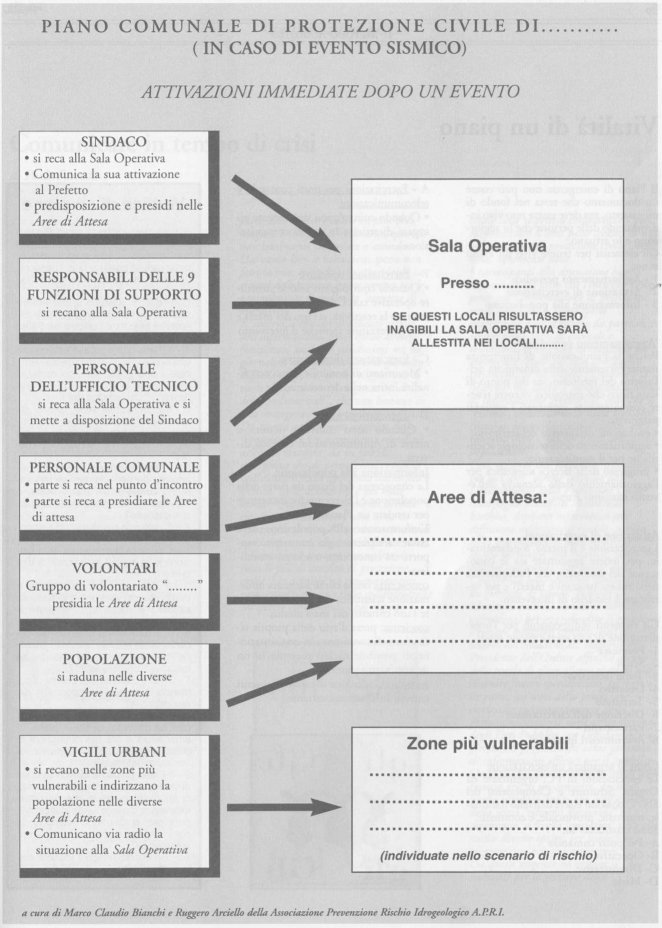 PIANO COMUNALE DI PROTEZIONE CIVILE DI...........
( IN CASO DI EVENTO SISMICO)
ATTIVAZIONI IMMEDIATE DOPO UN EVENTO
SINDACO
• si reca alla Sala Operativa
• Comunica la sua attivazione
al Prefetto
• predisposizione e presidi nelle
Aree di Attesa
RESPONSABILI DELLE 9
FUNZIONI DI SUPPORTO
si recano alla Sala Operativa
PERSONALE
DELL'UFFICIO TECNICO
si reca alla Sala Operativa e si
mette a disposizione del Sindaco
PERSONALE COMUNALE
• parte si reca nel punto d'incontro
• parte si reca a presidiare le Aree
di attesa
VOLONTARI
Gruppo di volontariato “........”
presidia le Aree di Attesa
POPOLAZIONE
si raduna nelle diverse
Aree di Attesa
VIGILI URBANI
• si recano nelle zone più
vulnerabili e indirizzano la
popolazione nelle diverse
Aree di Attesa
• Comunicano via radio la
situazione alla Sala Operativa
Sala Operativa
Presso ..........
SE QUESTI LOCALI RISULTASSERO
INAGIBILI LA SALA OPERATIVA SARÀ
ALLESTITA NEI LOCALI.........
Aree di Attesa:
Zone più vulnerabili
(individuate nello scenario di rischio)
a cura di Marco Claudio Bianchi e Ruggero Arciello della Associazione Prevenzione Rischio Idrogeologico A.P.R.I.